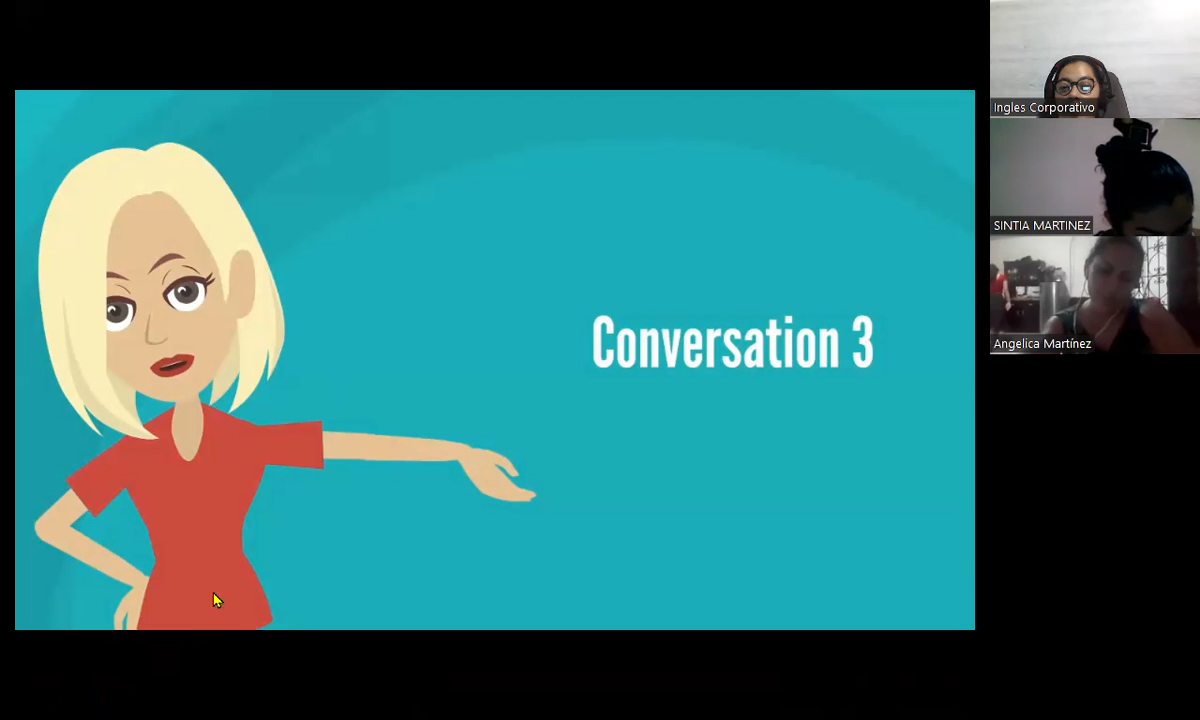 Conversation 3
Ingles Corporativo
SINTIA MARTINEZ
Angelica Martínez